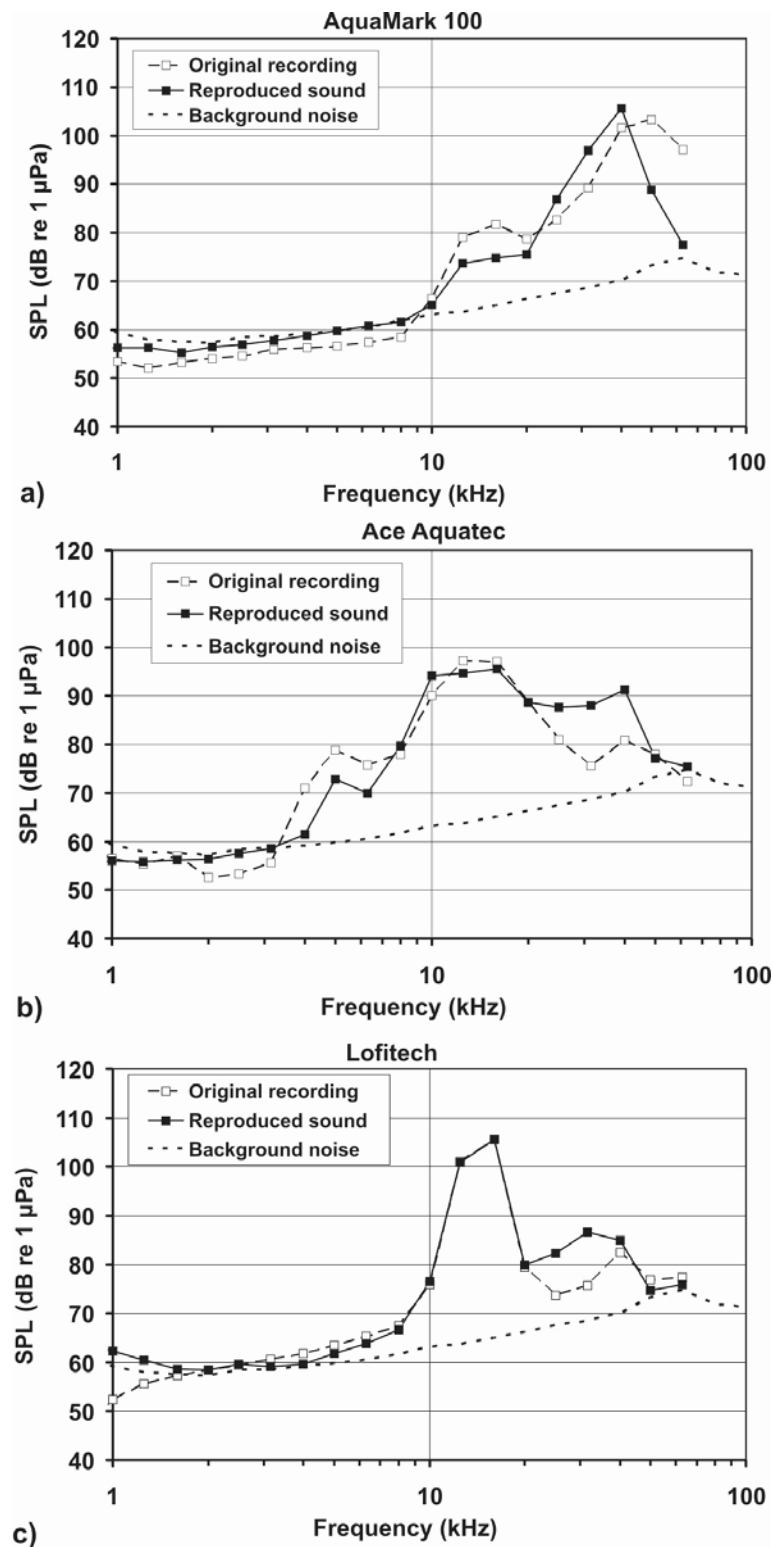 AquaMark 100
120
110
100
90
80
70
60
50
40
SPL (dB re 1 µPa)
Original recording
Reproduced sound
Background noise
1
10
100
Frequency (kHz)
a)
Ace Aquatec
120
110
100
90
80
70
60
50
40
SPL (dB re 1 µPa)
Original recording
Reproduced sound
Background noise
1
10
100
Frequency (kHz)
b)
Lofitech
120
110
100
90
80
70
60
50
40
SPL (dB re 1 µPa)
Original recording
Reproduced sound
Background noise
1
10
100
Frequency (kHz)
c)